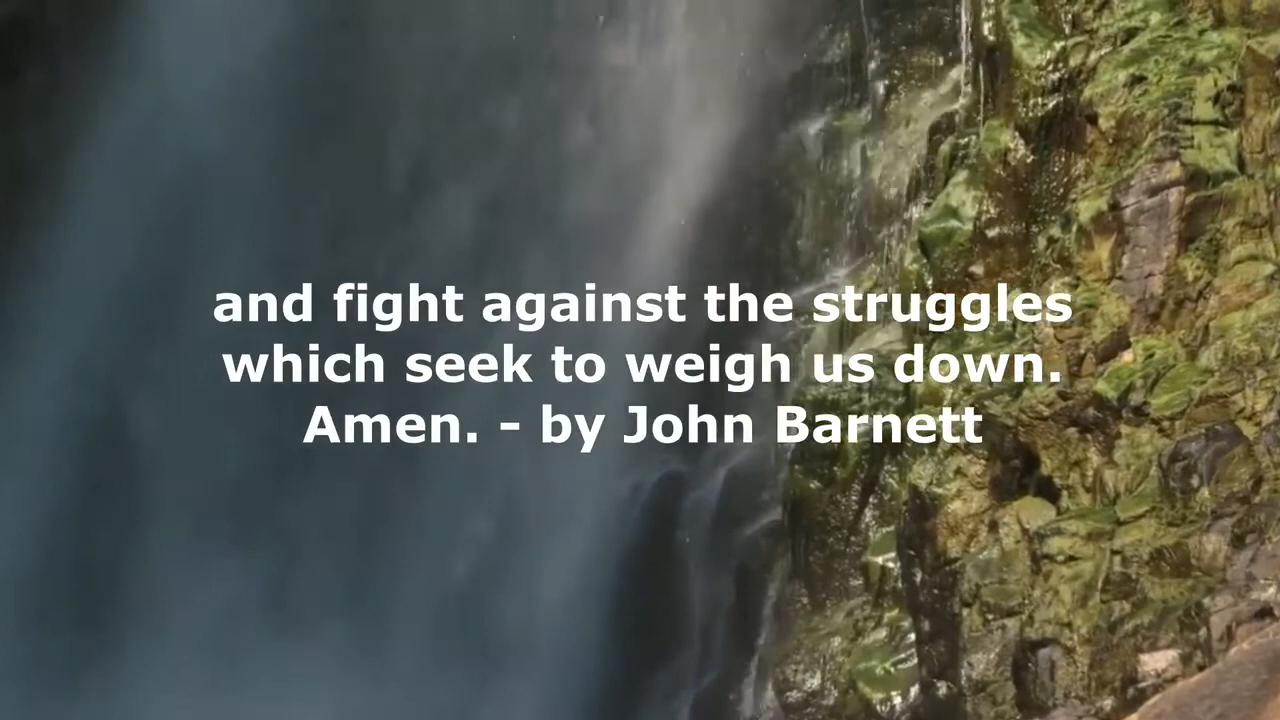 and fight against the struggles
which seek to weigh us down.
Amen. - by John Barnett